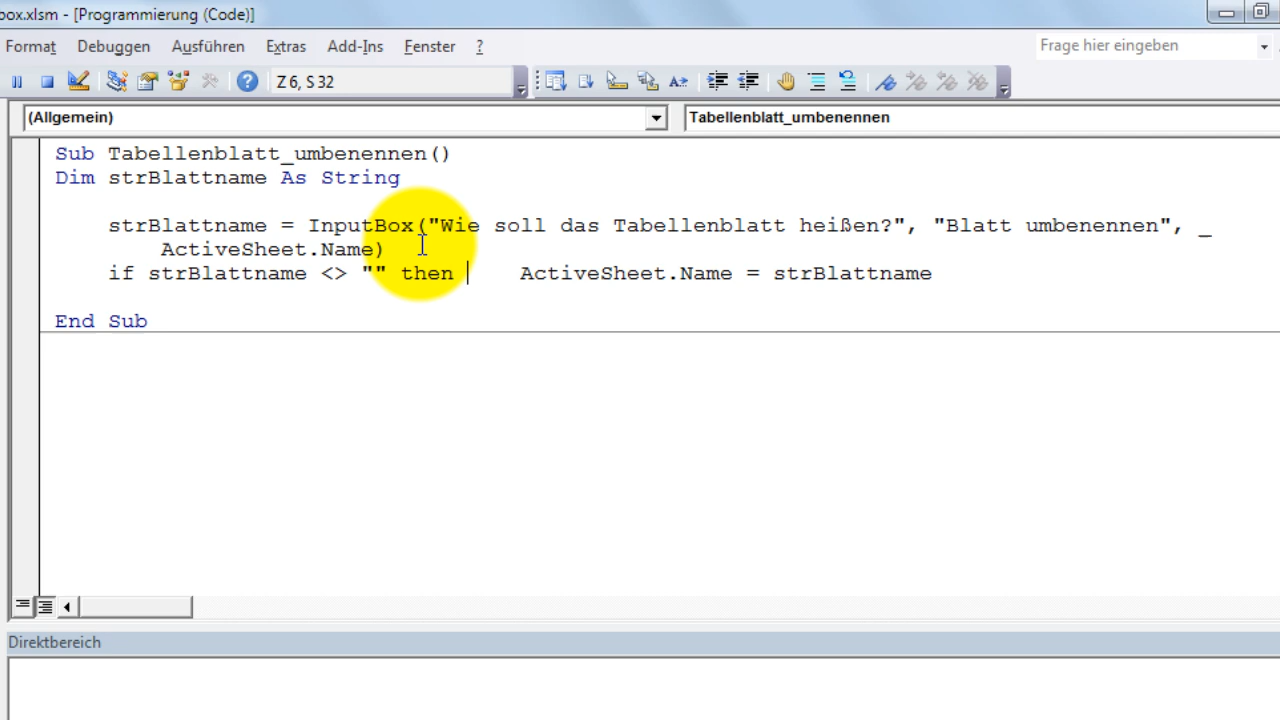 box.xlsm - [Programmierung (Code)]
Format Debuggen Ausführen Extras Add-Ins Fenster ? Frage hier eingeben
Z 6, S 32
(Allgemein) Tabellenblatt_umbenennen
Sub Tabellenblatt_umbenennen()
Dim strBlattname As String
strBlattname = InputBox("Wie soll das Tabellenblatt heißen?", "Blatt umbenennen", _
ActiveSheet.Name)
if strBlattname <> "" then ActiveSheet.Name = strBlattname
End Sub
Direktbereich